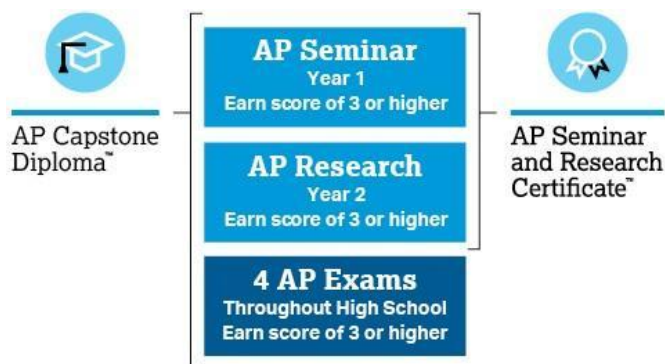 AP Capstone
Diploma™
AP Seminar
Year 1
Earn score of 3 or higher
AP Research
Year 2
Earn score of 3 or higher
4 AP Exams
Throughout High School
Earn score of 3 or higher
AP Seminar
and Research
Certificate™